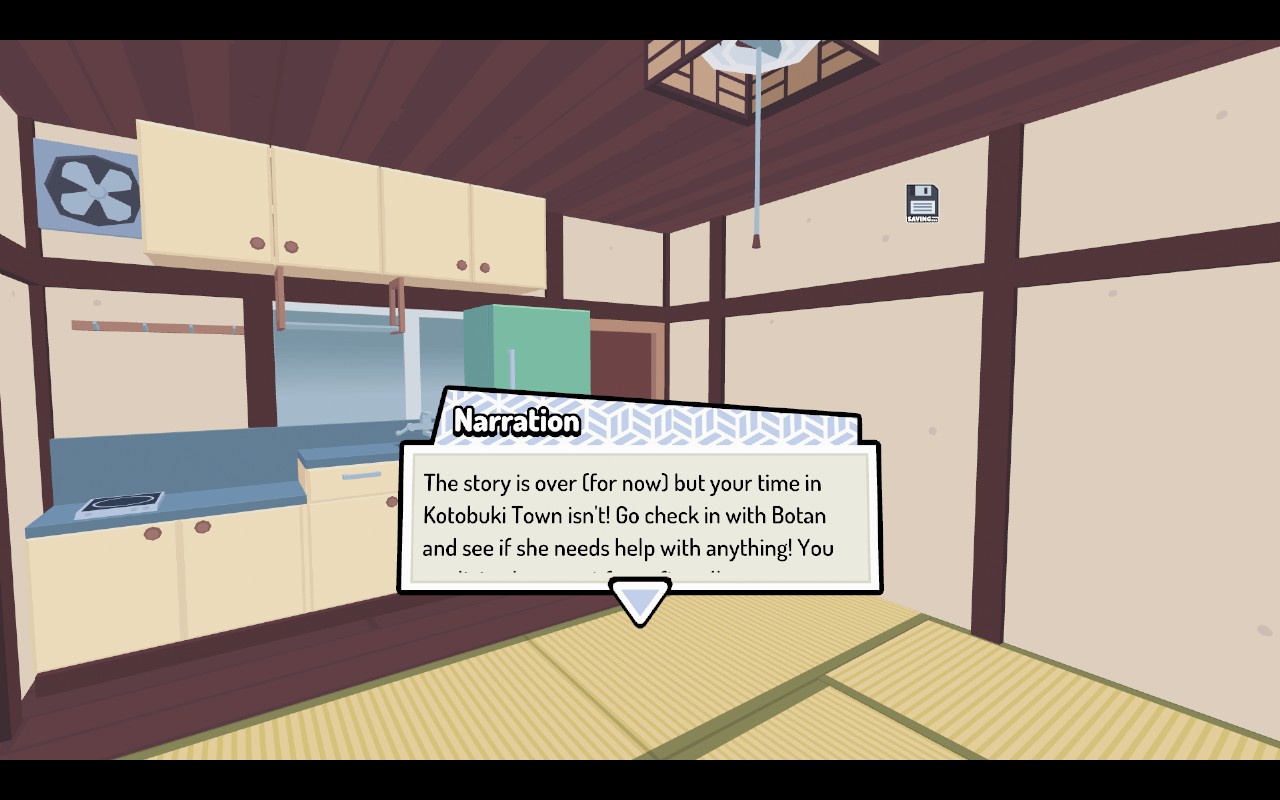 SAVING...
Narration
The story is over (for now) but your time in
Kotobuki Town isn't! Go check in with Botan
and see if she needs help with anything! You